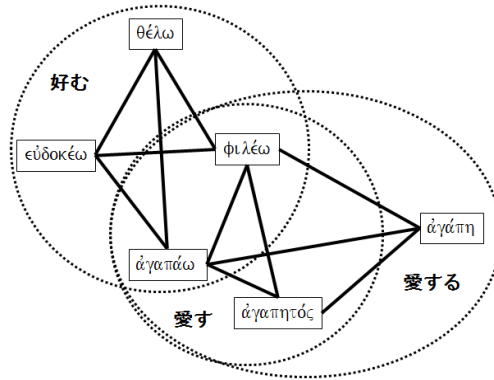 θέλω
好む
εὐδοκέω
φιλέω
ἀγάπη
ἀγαπάω
愛する
愛す
ἀγαπητός